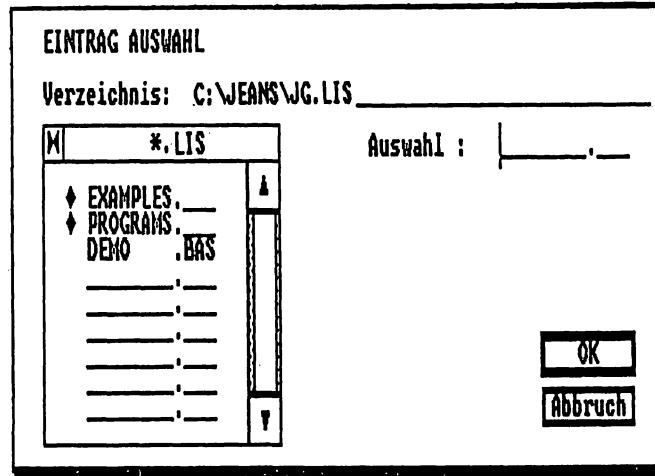 EINTRAG AUSWAHL
Verzeichnis: C:\JEANS\JG.LIS
*.LIS
Auswahl :
EXAMPLES.
PROGRAMS.
DEMO .BAS
OK
Abbruch